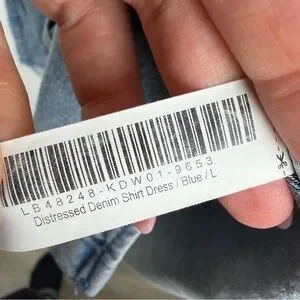 LB48248-KDW01-9653
Distressed Denim Shirt Dress / Blue / L